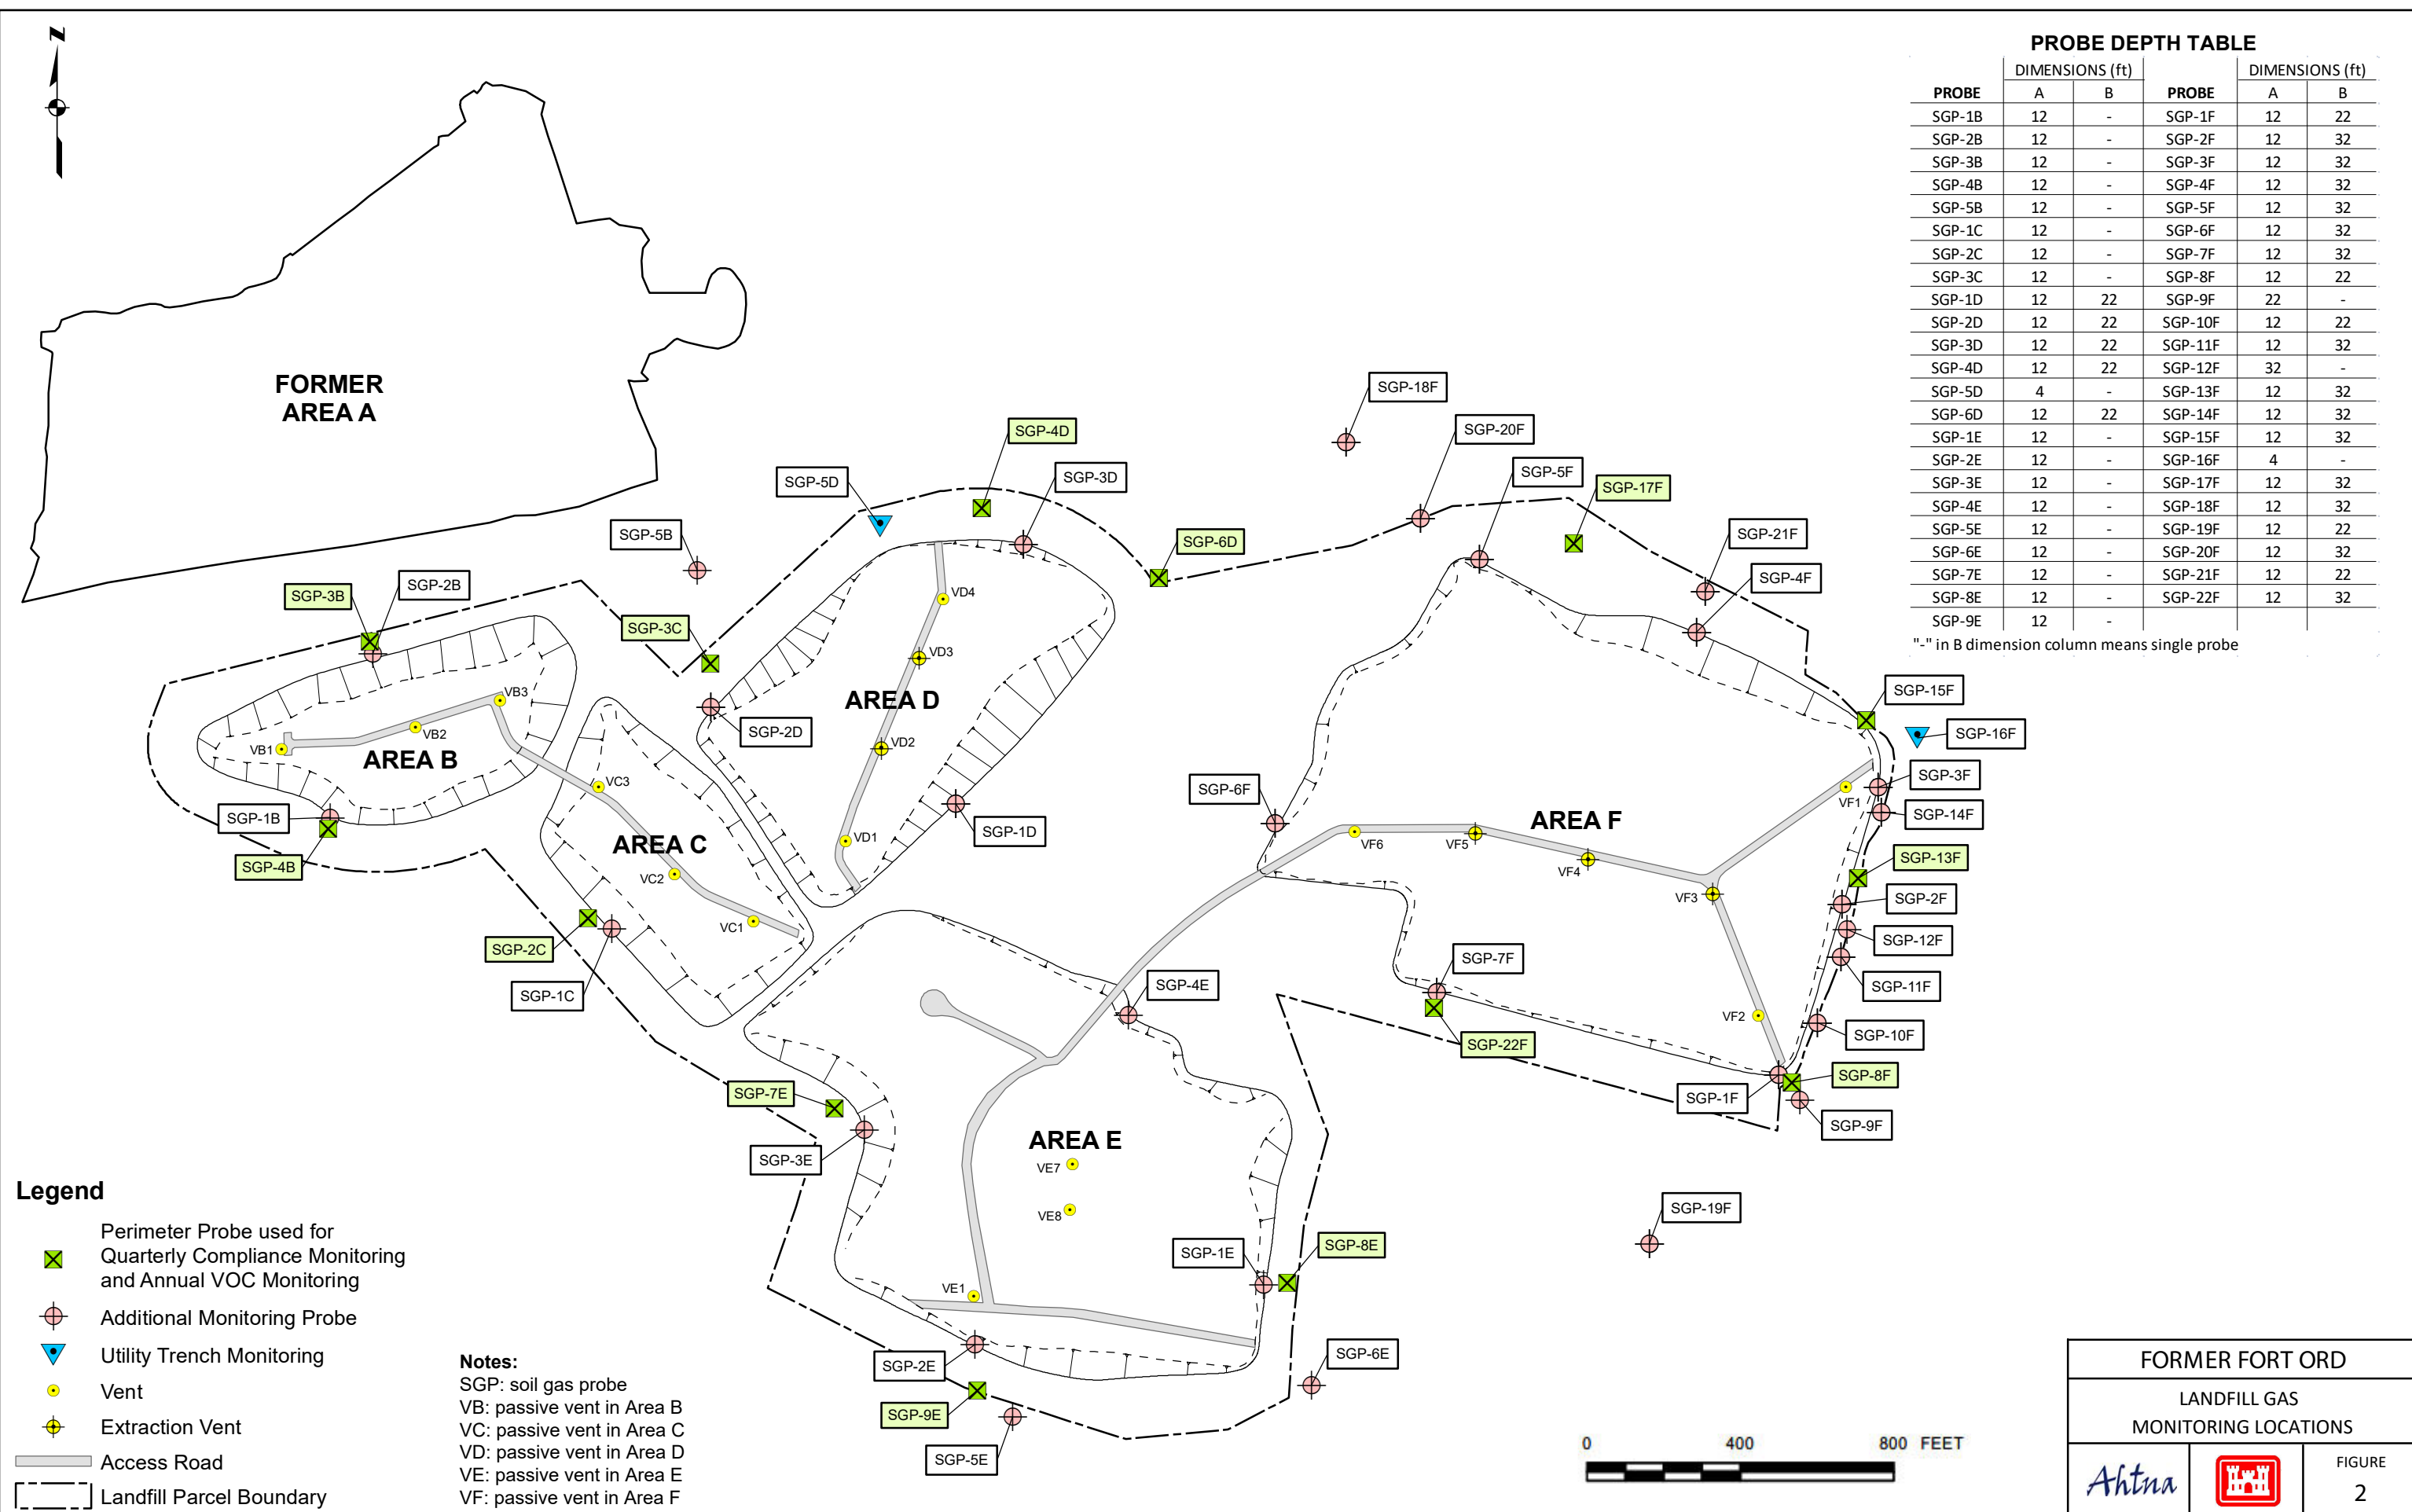 N
PROBE DEPTH TABLE
DIMENSIONS (ft) DIMENSIONS (ft)
PROBE A B PROBE A B
SGP-1B 12 - SGP-1F 12 22
SGP-2B 12 - SGP-2F 12 32
SGP-3B 12 - SGP-3F 12 32
SGP-4B 12 - SGP-4F 12 32
SGP-5B 12 - SGP-5F 12 32
SGP-1C 12 - SGP-6F 12 32
SGP-2C 12 - SGP-7F 12 32
SGP-3C 12 - SGP-8F 12 22
SGP-1D 12 22 SGP-9F 22 -
SGP-2D 12 22 SGP-10F 12 22
SGP-3D 12 22 SGP-11F 12 32
SGP-4D 12 22 SGP-12F 32 -
SGP-5D 4 - SGP-13F 12 32
SGP-6D 12 22 SGP-14F 12 32
SGP-1E 12 - SGP-15F 12 32
SGP-2E 12 - SGP-16F 4 -
SGP-3E 12 - SGP-17F 12 32
SGP-4E 12 - SGP-18F 12 32
SGP-5E 12 - SGP-19F 12 22
SGP-6E 12 - SGP-20F 12 32
SGP-7E 12 - SGP-21F 12 22
SGP-8E 12 - SGP-22F 12 32
SGP-9E 12 -
"-" in B dimension column means single probe
FORMER
AREA A
SGP-18F
SGP-4D
SGP-20F
SGP-3D
SGP-5D
SGP-5F
SGP-17F
SGP-5B
SGP-6D
SGP-21F
SGP-2B
SGP-3B
SGP-4F
VD4
SGP-3C
VD3
VB3
AREA D
SGP-15F
VB2
SGP-2D
SGP-16F
VB1
AREA B
VD2
VC3
SGP-6F
SGP-3F
VF1
SGP-1B
AREA F
SGP-14F
SGP-1D
VD1
AREA C
VF6
VF5
SGP-4B
SGP-13F
VF4
VC2
VF3
SGP-2F
VC1
SGP-2C
SGP-12F
SGP-7F
SGP-4E
SGP-11F
SGP-1C
VF2
SGP-10F
SGP-22F
SGP-8F
SGP-7E
SGP-1F
SGP-9F
AREA E
SGP-3E
VE7
SGP-19F
VE8
SGP-8E
SGP-1E
VE1
SGP-6E
SGP-2E
SGP-9E
SGP-5E
Legend
Perimeter Probe used for
Quarterly Compliance Monitoring
and Annual VOC Monitoring
Additional Monitoring Probe
Utility Trench Monitoring
Vent
Extraction Vent
Access Road
Landfill Parcel Boundary
Notes:
SGP: soil gas probe
VB: passive vent in Area B
VC: passive vent in Area C
VD: passive vent in Area D
VE: passive vent in Area E
VF: passive vent in Area F
0 400 800 FEET
FORMER FORT ORD
LANDFILL GAS
MONITORING LOCATIONS
Ahtna
FIGURE
2